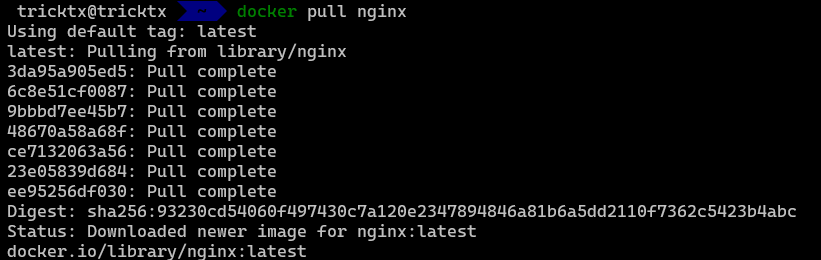 tricktx@tricktx ~ docker pull nginx
Using default tag: latest
latest: Pulling from library/nginx
3da95a905ed5: Pull complete
6c8e51cf0087: Pull complete
9bbbd7ee45b7: Pull complete
48670a58a68f: Pull complete
ce7132063a56: Pull complete
23e05839d684: Pull complete
ee95256df030: Pull complete
Digest: sha256:93230cd54060f497430c7a120e2347894846a81b6a5dd2110f7362c5423b4abc
Status: Downloaded newer image for nginx:latest
docker.io/library/nginx:latest